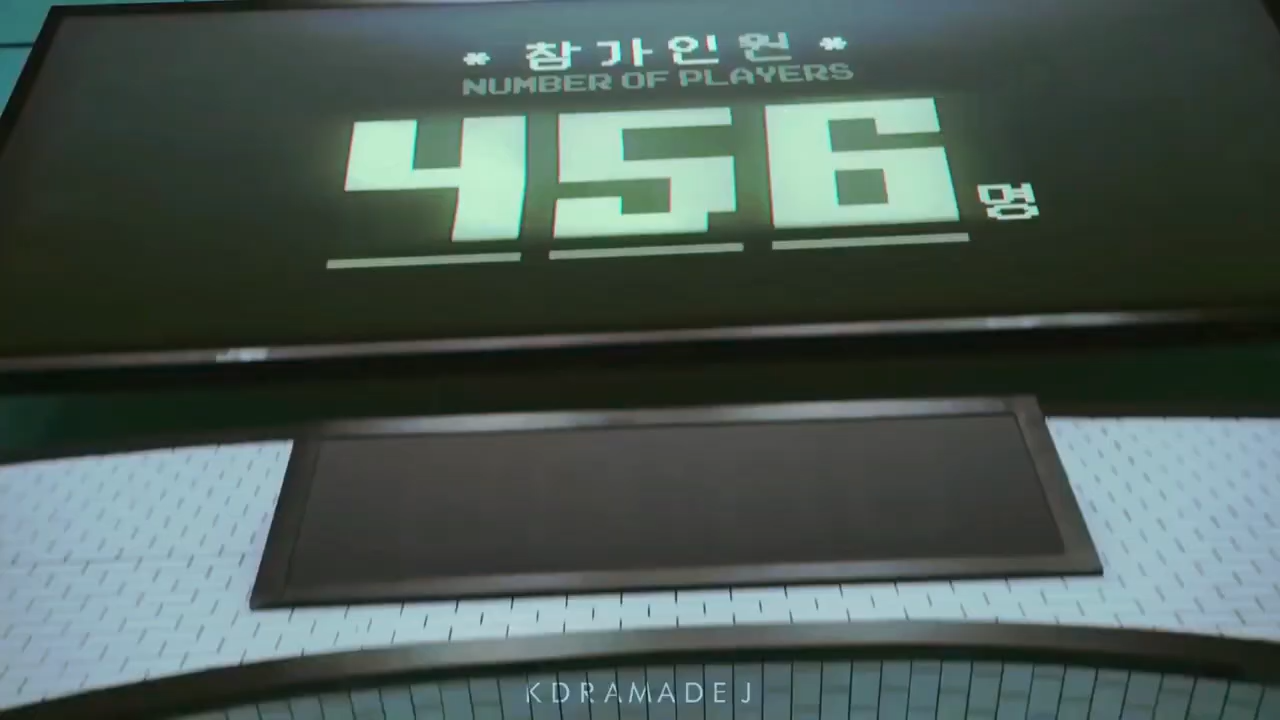 * 참가인원 *
NUMBER OF PLAYERS
456명
KDRAMADEJ